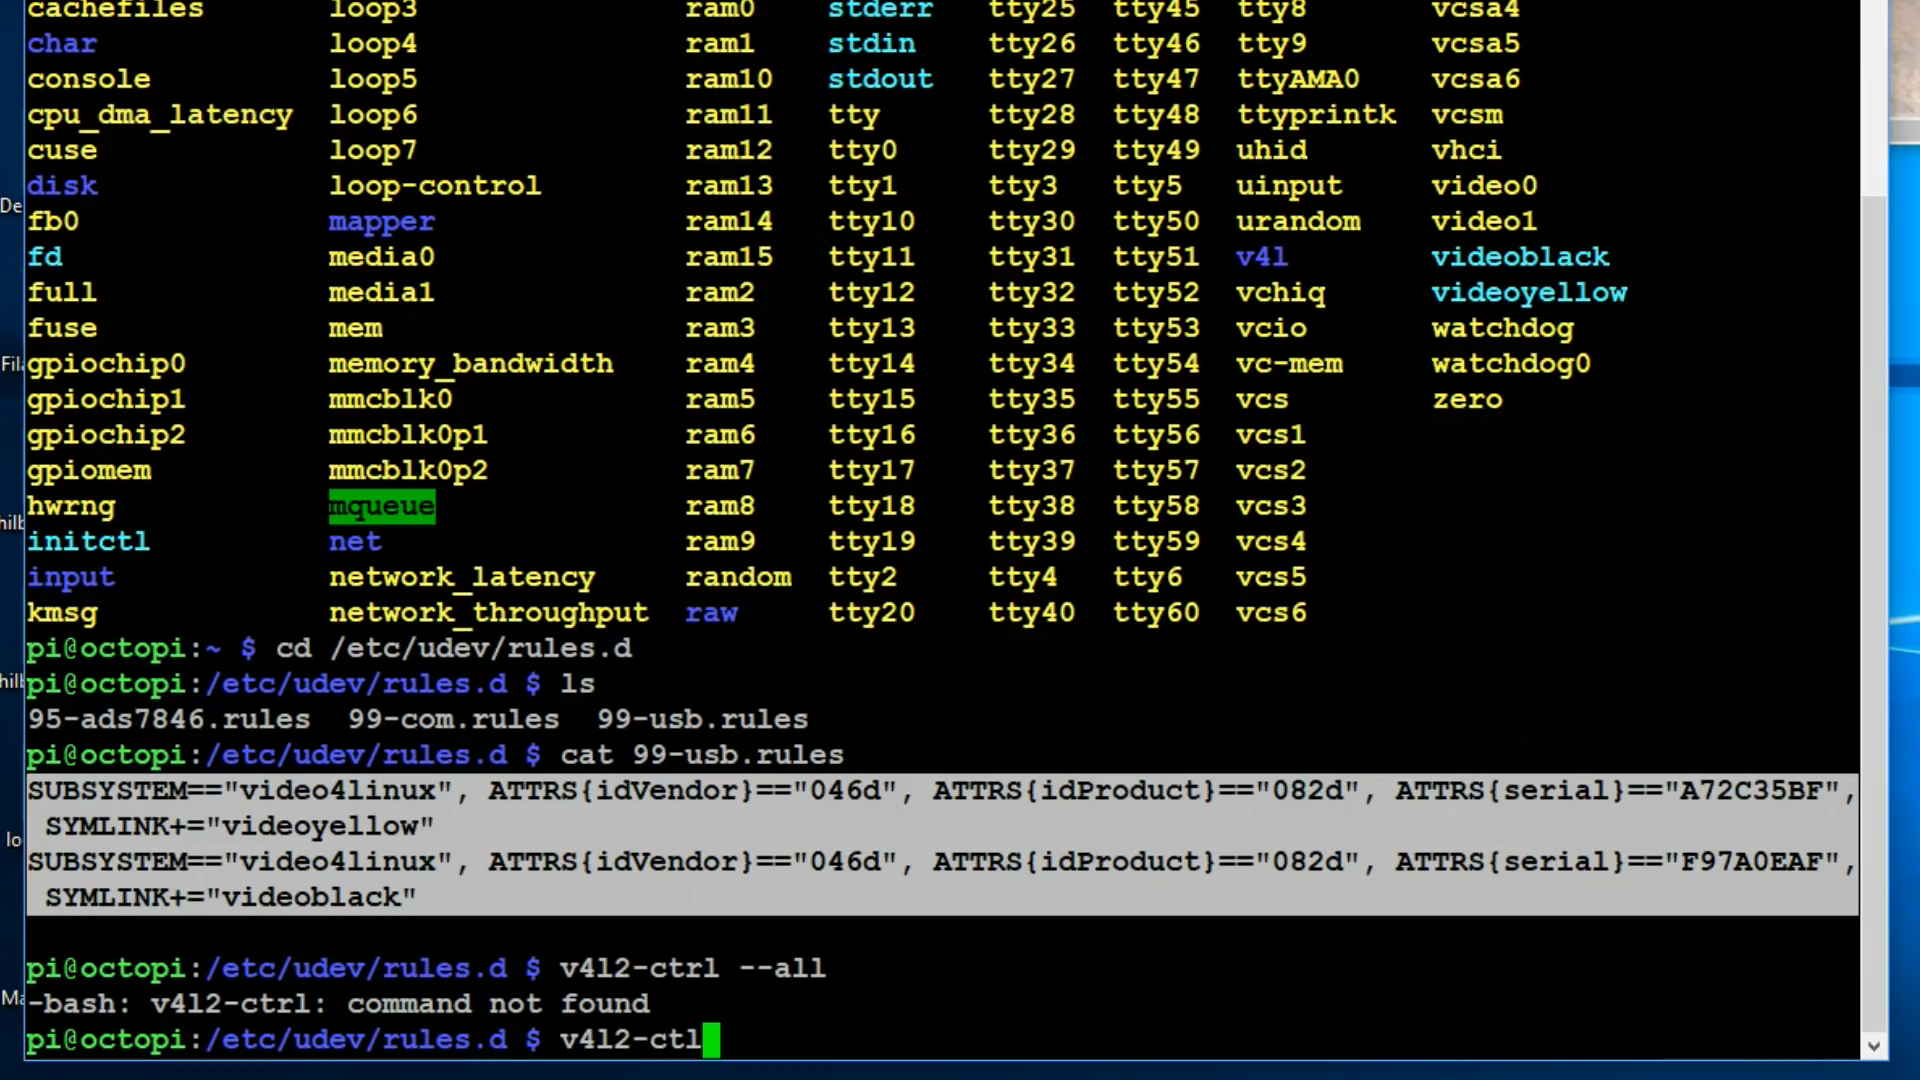 cachefiles loop3 ram0 stderr tty25 tty45 tty8 vcsa4
char loop4 ram1 stdin tty26 tty46 tty9 vcsa5
console loop5 ram10 stdout tty27 tty47 ttyAMA0 vcsa6
cpu_dma_latency loop6 ram11 tty tty28 tty48 ttyprintk vcsm
cuse loop7 ram12 tty0 tty29 tty49 uhid vhci
disk loop-control ram13 tty1 tty3 tty5 uinput video0
fb0 mapper ram14 tty10 tty30 tty50 urandom video1
fd media0 ram15 tty11 tty31 tty51 v4l videoblack
full media1 ram2 tty12 tty32 tty52 vchiq videoyellow
fuse mem ram3 tty13 tty33 tty53 vcio watchdog
gpiochip0 memory_bandwidth ram4 tty14 tty34 tty54 vc-mem watchdog0
gpiochip1 mmcblk0 ram5 tty15 tty35 tty55 vcs zero
gpiochip2 mmcblk0p1 ram6 tty16 tty36 tty56 vcs1
gpiomem mmcblk0p2 ram7 tty17 tty37 tty57 vcs2
hwrng mqueue ram8 tty18 tty38 tty58 vcs3
initctl net ram9 tty19 tty39 tty59 vcs4
input network_latency random tty2 tty4 tty6 vcs5
kmsg network_throughput raw tty20 tty40 tty60 vcs6
pi@octopi:~ $ cd /etc/udev/rules.d
pi@octopi:/etc/udev/rules.d $ ls
95-ads7846.rules 99-com.rules 99-usb.rules
pi@octopi:/etc/udev/rules.d $ cat 99-usb.rules
SUBSYSTEM=="video4linux", ATTRS{idVendor}=="046d", ATTRS{idProduct}=="082d", ATTRS{serial}=="A72C35BF",
SYMLINK+="videoyellow"
SUBSYSTEM=="video4linux", ATTRS{idVendor}=="046d", ATTRS{idProduct}=="082d", ATTRS{serial}=="F97A0EAF",
SYMLINK+="videoblack"
pi@octopi:/etc/udev/rules.d $ v4l2-ctrl --all
-bash: v4l2-ctrl: command not found
pi@octopi:/etc/udev/rules.d $ v4l2-ctl